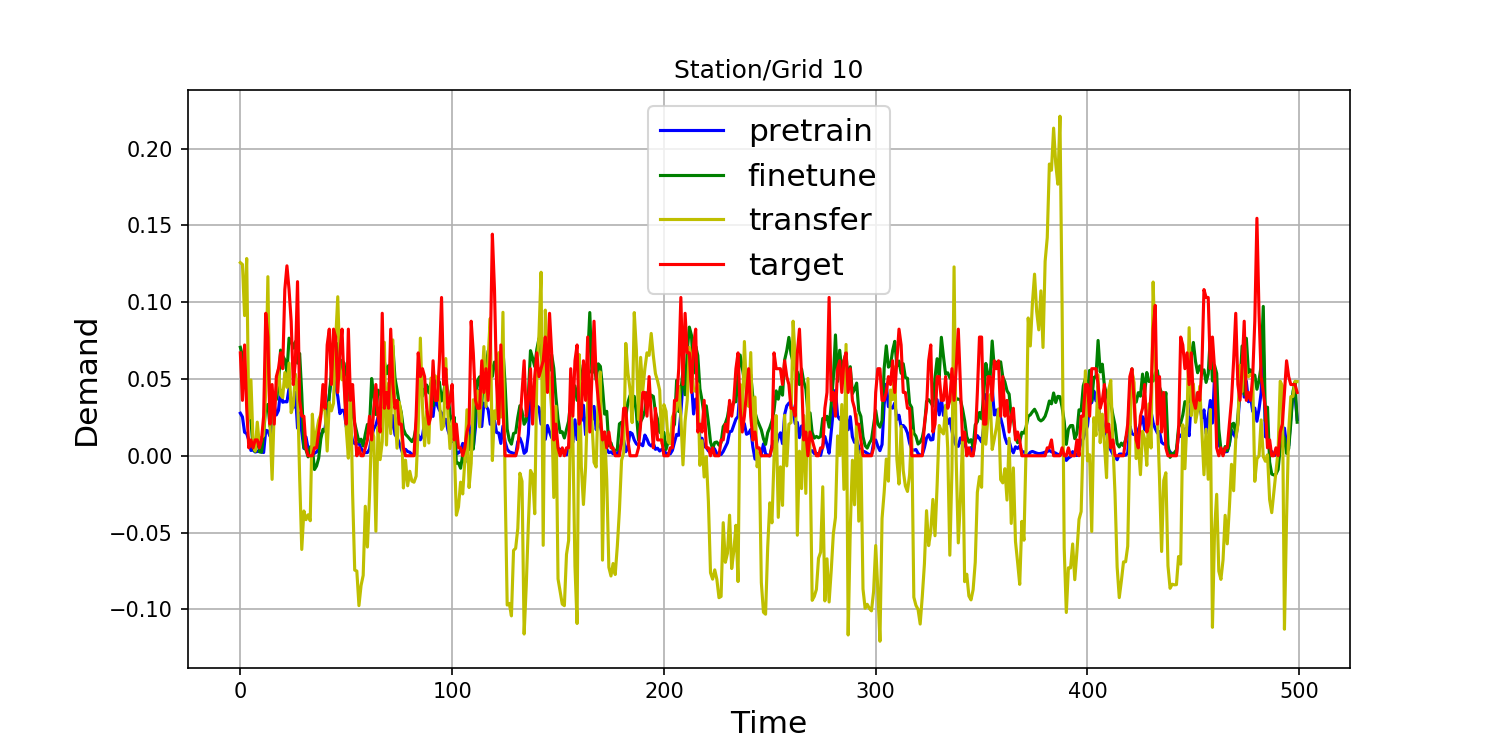 Station/Grid 10
pretrain
finetune
transfer
target
Demand
0.20
0.15
0.10
0.05
0.00
−0.05
−0.10
0 100 200 300 400 500
Time